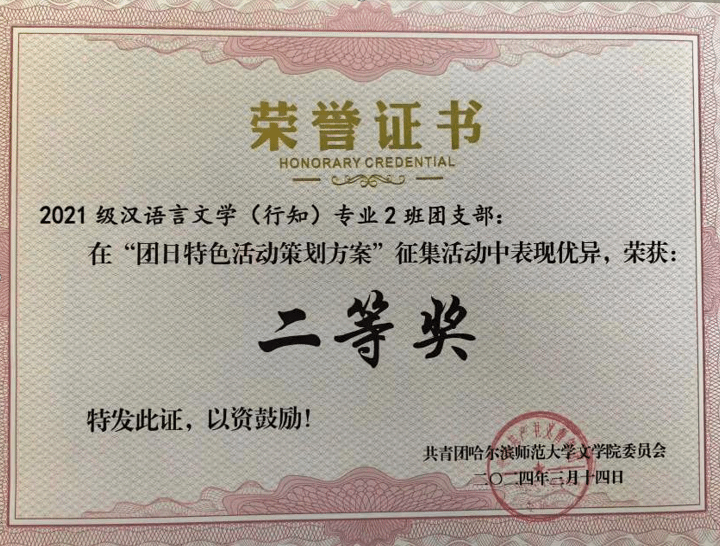 荣誉证书
HONORARY CREDENTIAL
2021级汉语言文学（行知）专业2班团支部：
在“团日特色活动策划方案”征集活动中表现优异，荣获：
二等奖
特发此证，以资鼓励！
共青团哈尔滨师范大学文学院委员会
二〇二四年三月十四日